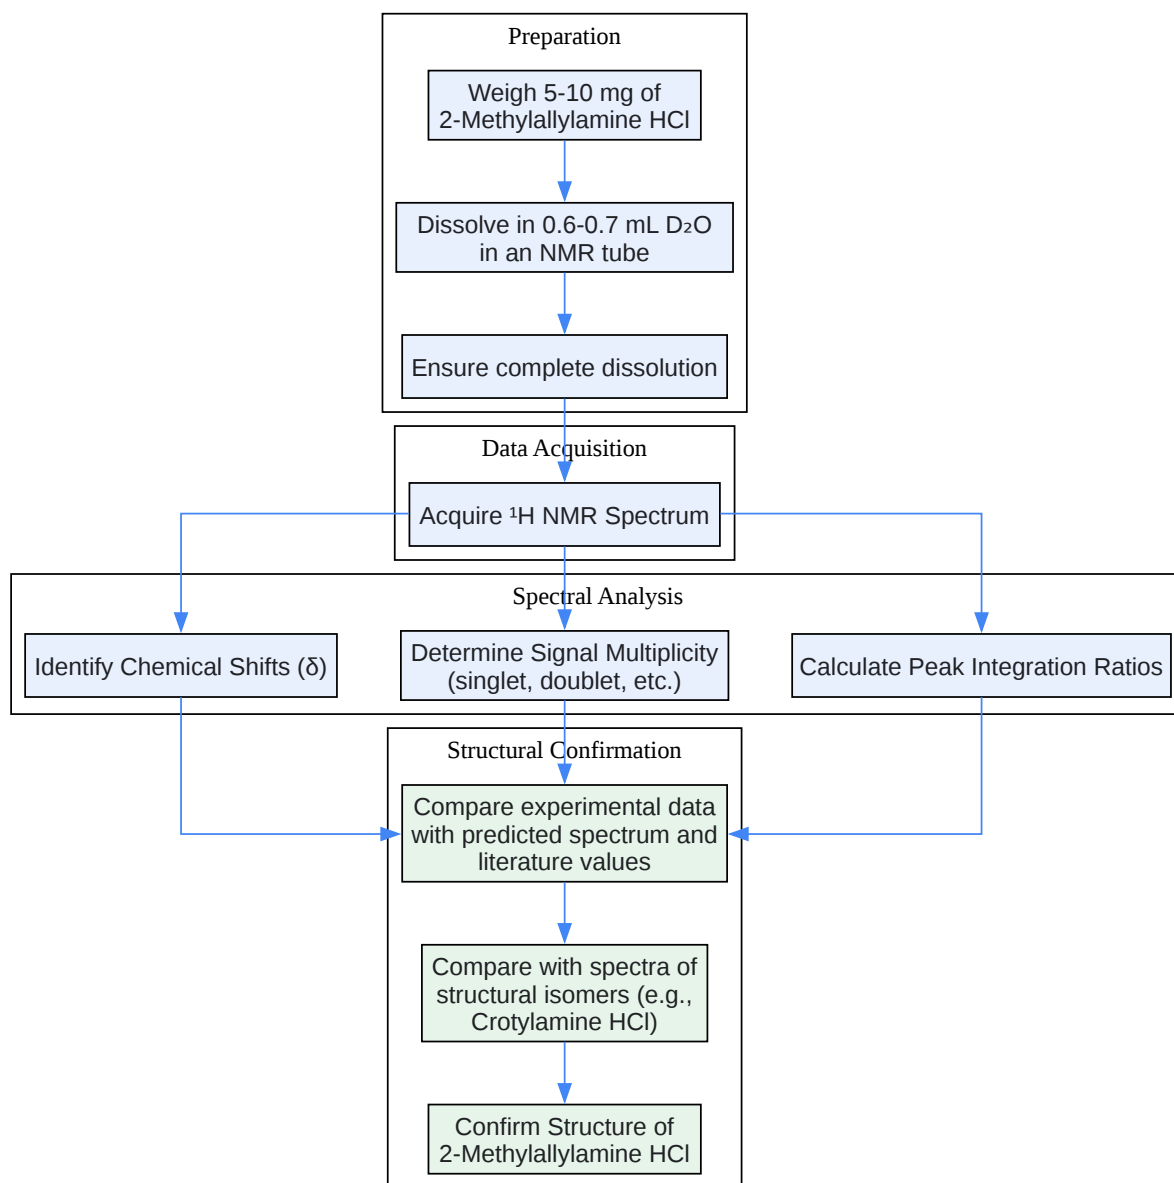 Preparation
Weigh 5-10 mg of
2-Methylallylamine HCl
Dissolve in 0.6-0.7 mL D₂O
in an NMR tube
Ensure complete dissolution
Data Acquisition
Acquire ¹H NMR Spectrum
Spectral Analysis
Identify Chemical Shifts (δ)
Determine Signal Multiplicity
(singlet, doublet, etc.)
Calculate Peak Integration Ratios
Structural Confirmation
Compare experimental data
with predicted spectrum and
literature values
Compare with spectra of
structural isomers (e.g.,
Crotylamine HCl)
Confirm Structure of
2-Methylallylamine HCl